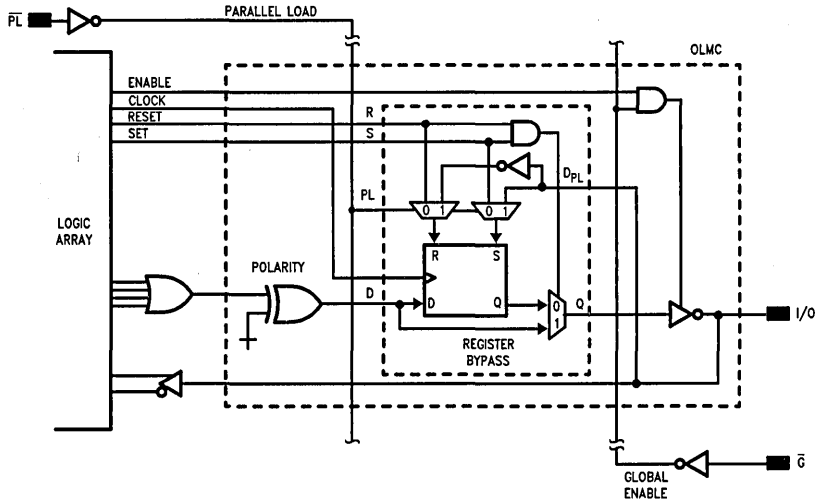 PL
PARALLEL LOAD
OLMC
ENABLE
CLOCK
RESET
R
SET
S
D_PL
PL
0 1
0 1
LOGIC
ARRAY
R
S
POLARITY
D
D
Q
0
1
Q
I/O
REGISTER
BYPASS
G
GLOBAL
ENABLE